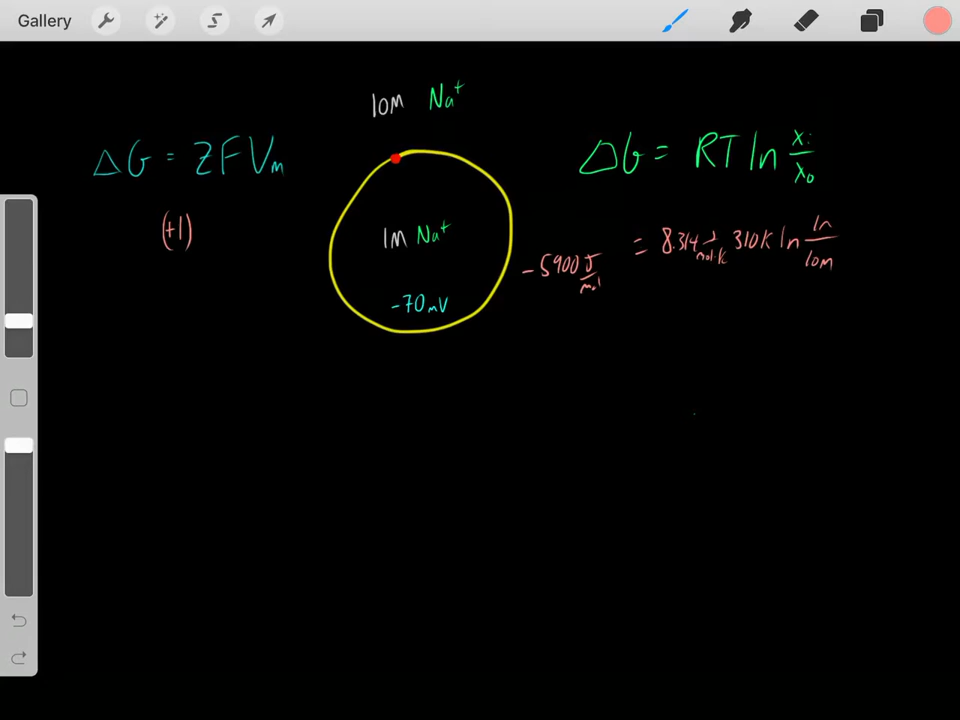 Gallery
10M Na⁺
ΔG = ZFVₘ
(+1)
1M Na⁺
-70mV
ΔG = RT ln xᵢ/x₀
-5900 J/mol = 8.314 J/mol·K 310K ln 1M/10M